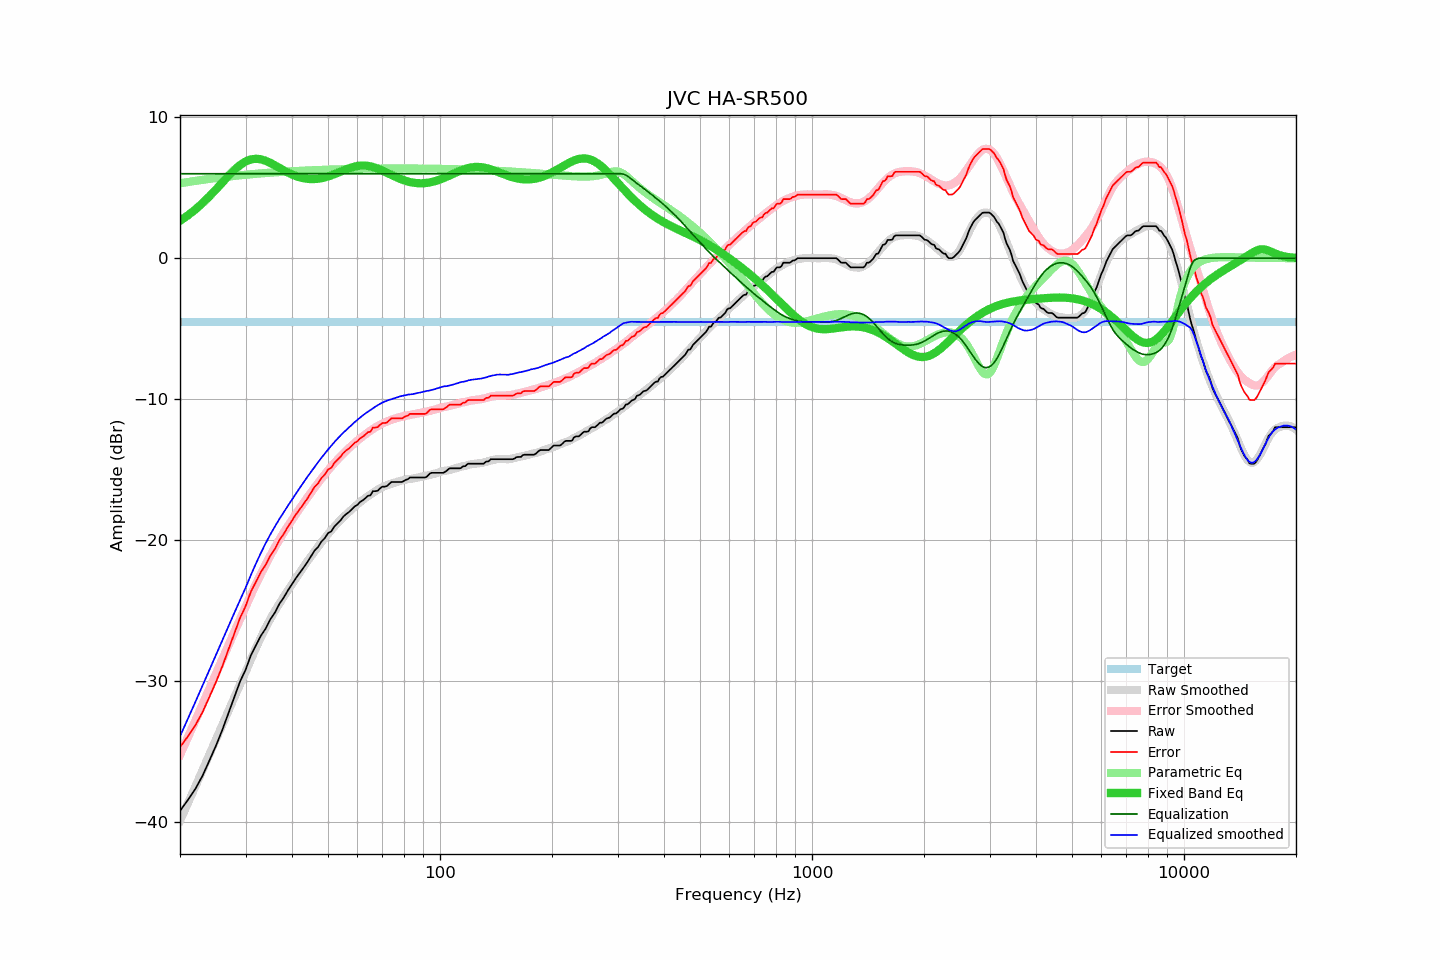 JVC HA-SR500
10
0
−10
−20
−30
−40
Amplitude (dBr)
100
1000
10000
Frequency (Hz)
Target
Raw Smoothed
Error Smoothed
Raw
Error
Parametric Eq
Fixed Band Eq
Equalization
Equalized smoothed